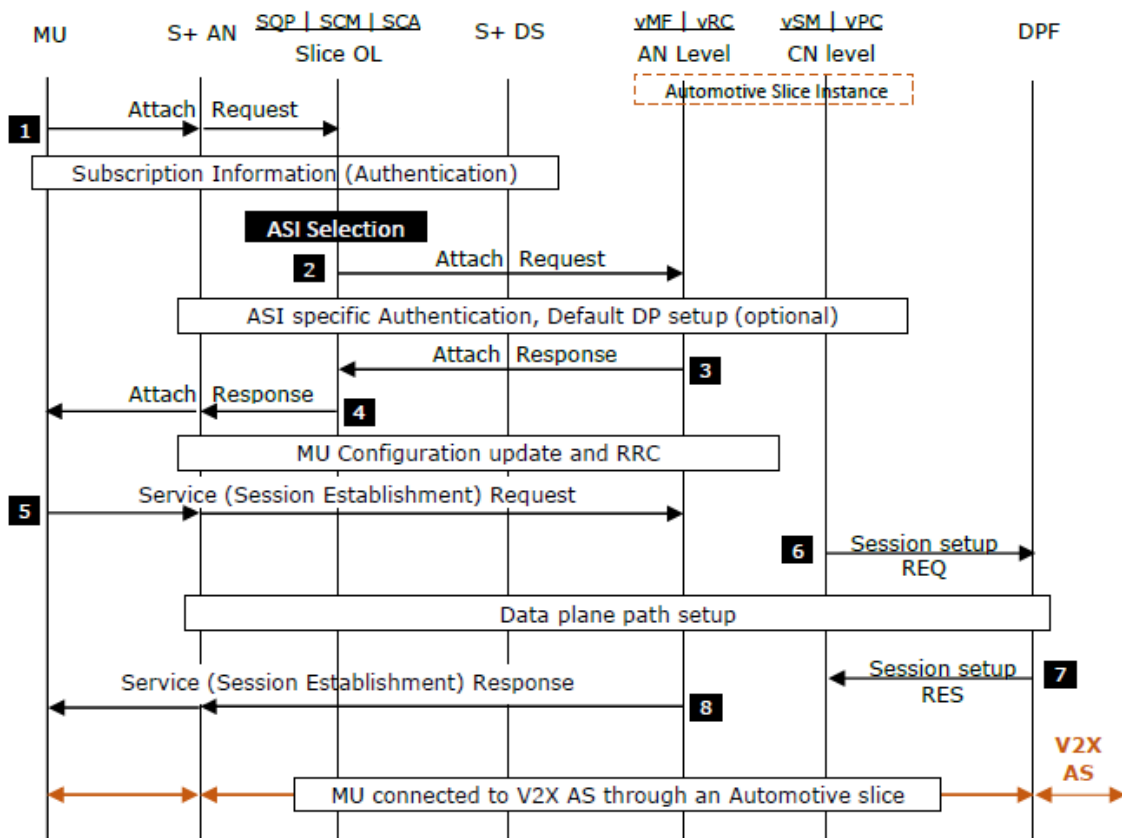 SQP | SCM | SCA
vMF | vRC
vSM | vPC
MU
S+ AN
Slice OL
S+ DS
AN Level
CN level
DPF
Automotive Slice Instance
Attach Request
1
Subscription Information (Authentication)
ASI Selection
2
Attach Request
ASI specific Authentication, Default DP setup (optional)
Attach Response
3
Attach Response
4
MU Configuration update and RRC
Service (Session Establishment) Request
5
6
Session setup
REQ
Data plane path setup
Session setup
7
RES
Service (Session Establishment) Response
8
V2X
AS
MU connected to V2X AS through an Automotive slice